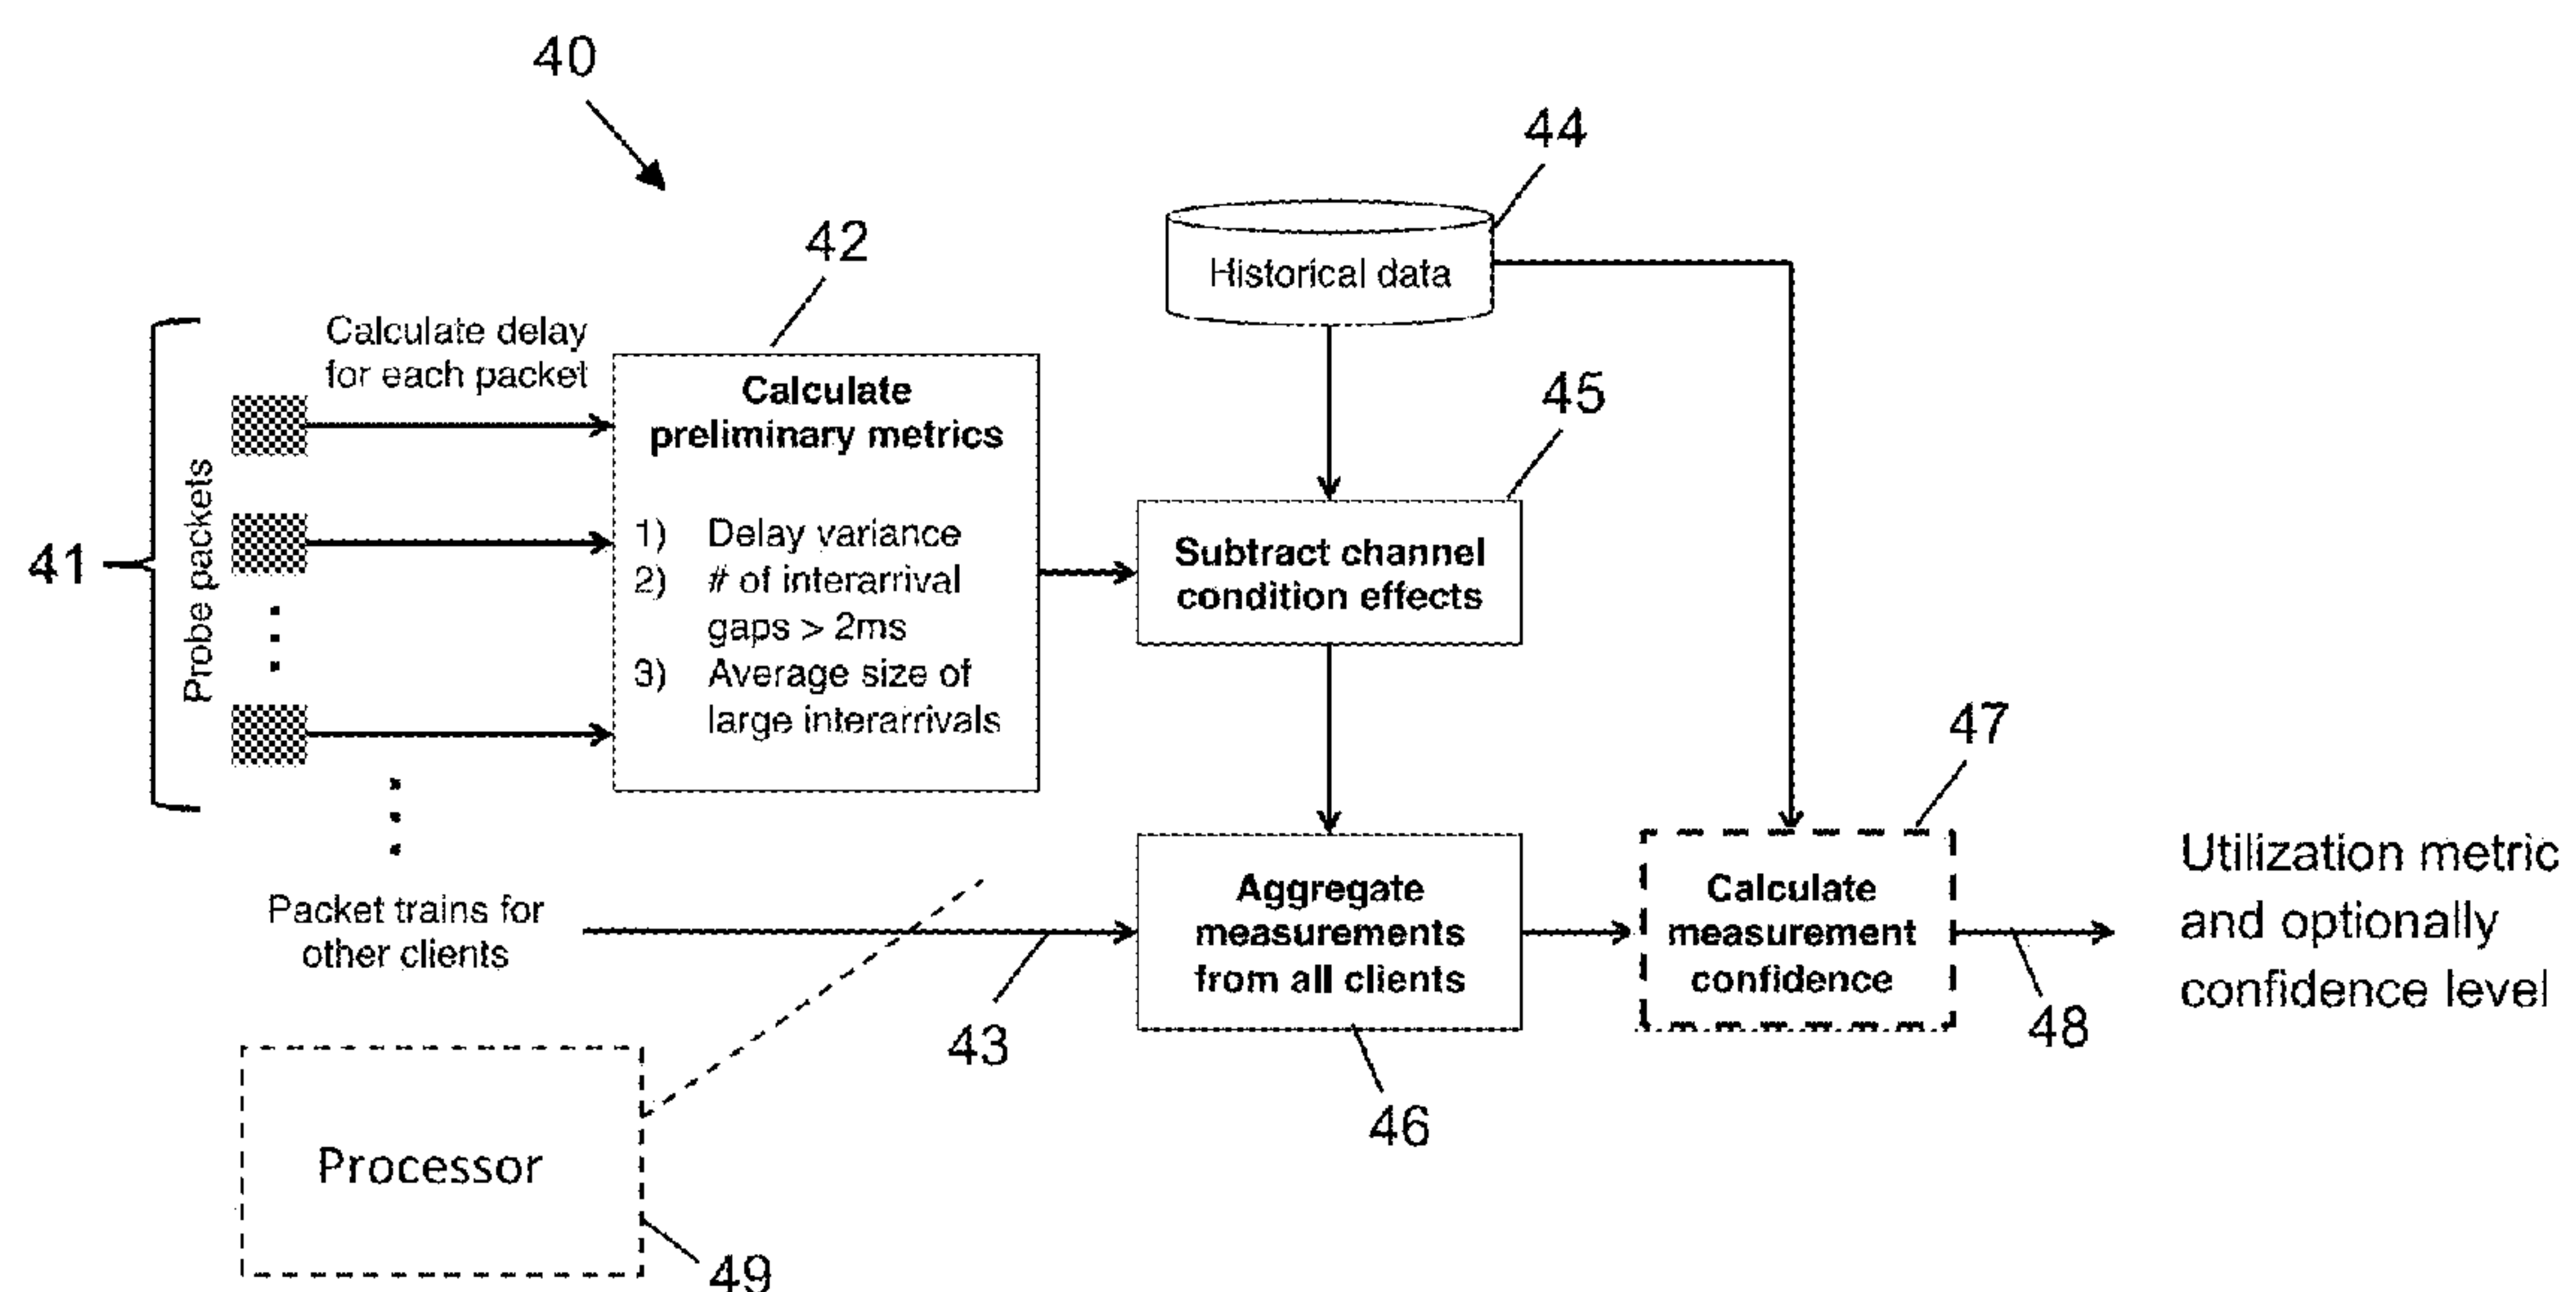 40
44
42
Historical data
Calculate delay
for each packet
45
Calculate
preliminary metrics
1) Delay variance
2) # of interarrival
gaps > 2ms
3) Average size of
large interarrivals
41
Probe packets
Subtract channel
condition effects
47
Packet trains for
other clients
43
Aggregate
measurements
from all clients
46
Calculate
measurement
confidence
48
Utilization metric
and optionally
confidence level
Processor
49